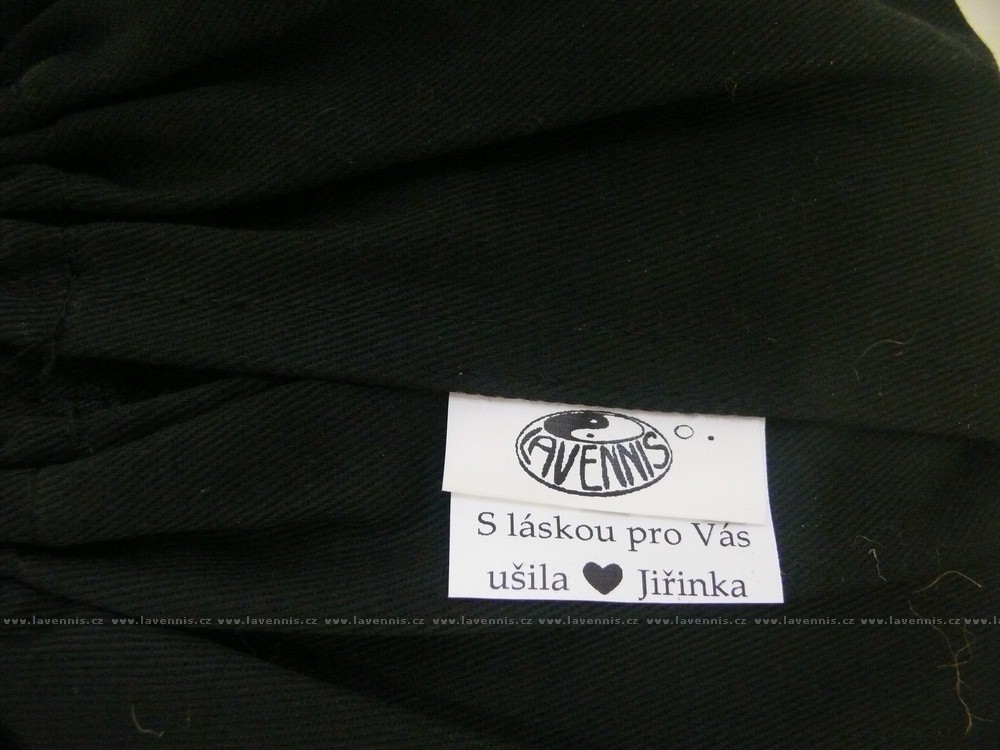 LAVENNIS
S láskou pro Vás
ušila ♥ Jiřinka
www.lavennis.cz www.lavennis.cz www.lavennis.cz www.lavennis.cz www.lavennis.cz www.lavennis.cz www.lavennis.cz www.lavennis.cz www.lavennis.cz www.l